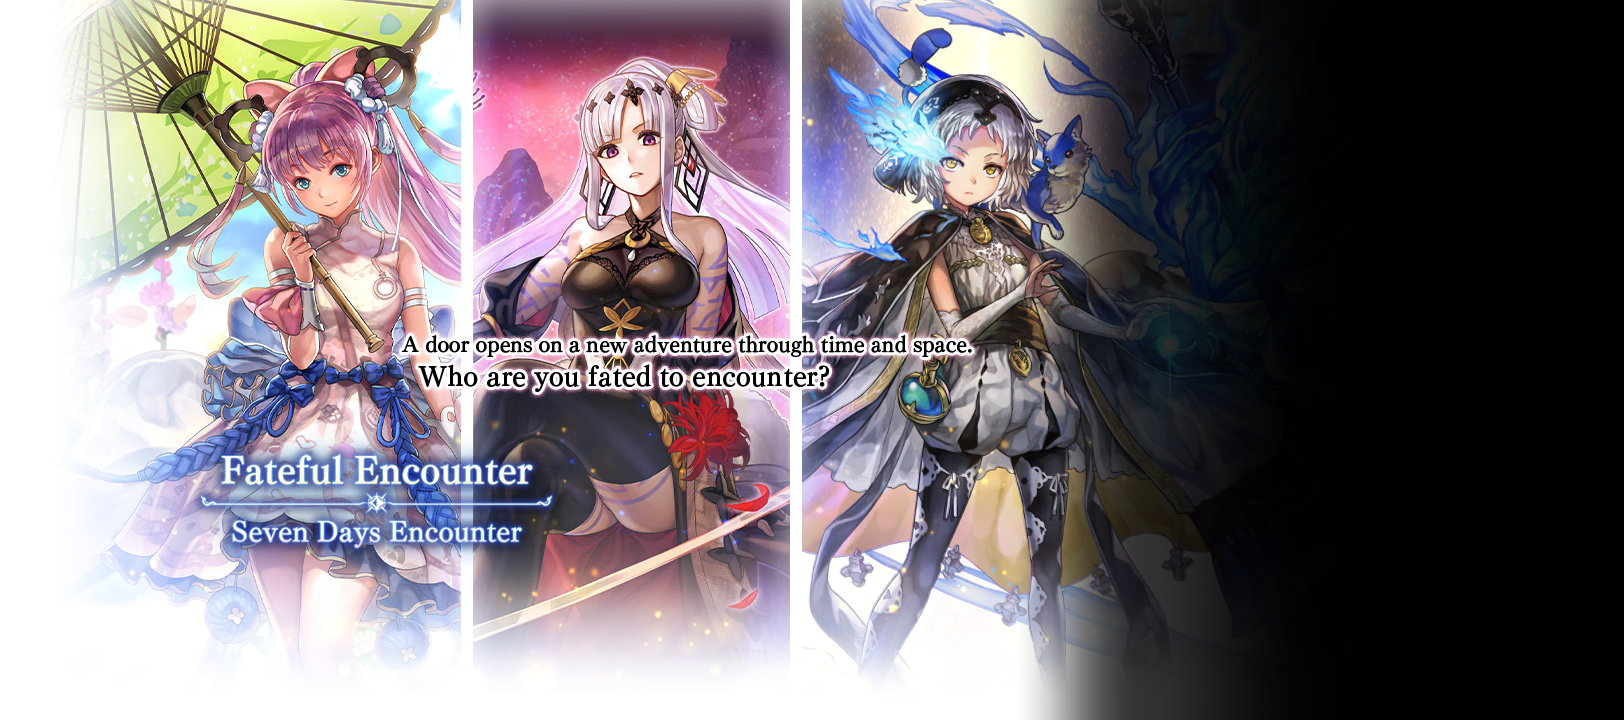 A door opens on a new adventure through time and space.
Who are you fated to encounter?
Fateful Encounter
Seven Days Encounter